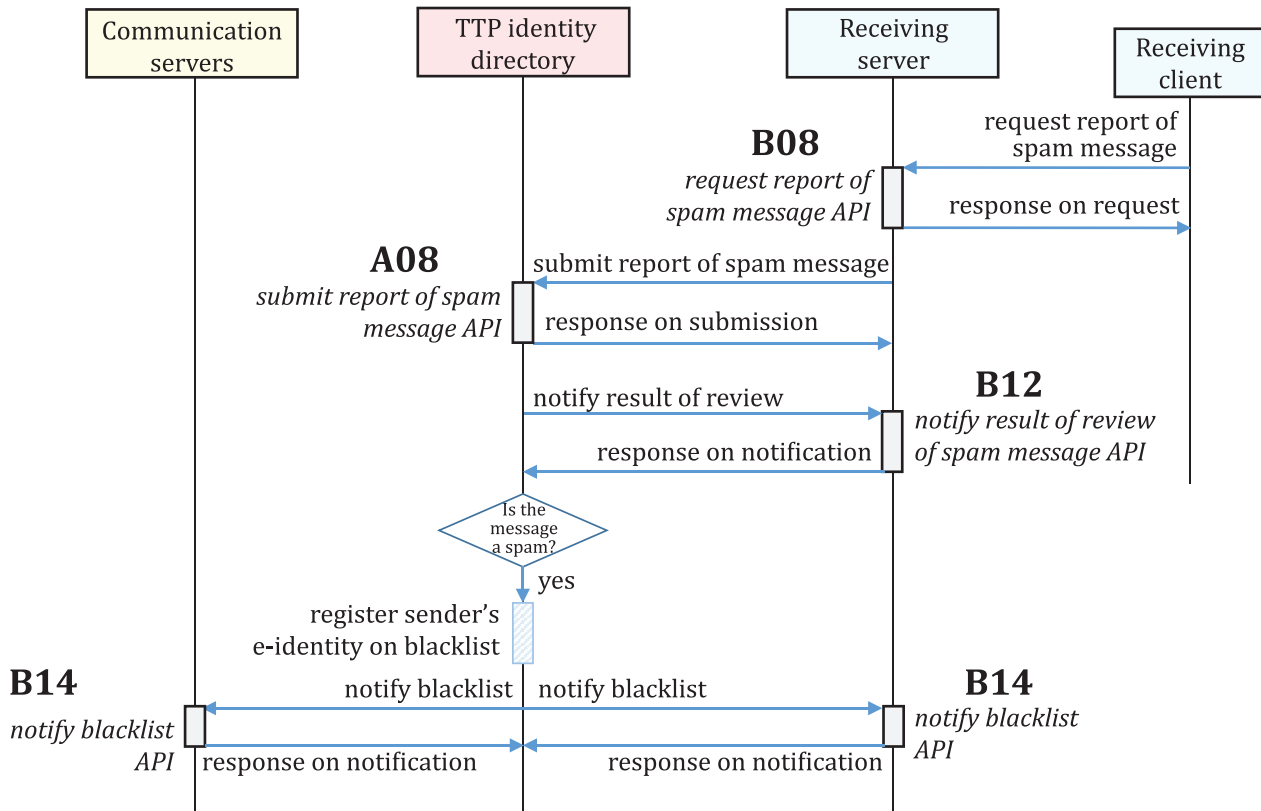 Communication
servers
TTP identity
directory
Receiving
server
Receiving
client
request report of
spam message
B08
request report of
spam message API
response on request
A08
submit report of spam message
submit report of spam
message API
response on submission
B12
notify result of review
notify result of review
of spam message API
response on notification
Is the
message
a spam?
yes
register sender's
e-identity on blacklist
B14
notify blacklist
notify blacklist
B14
notify blacklist
API
notify blacklist
API
response on notification
response on notification